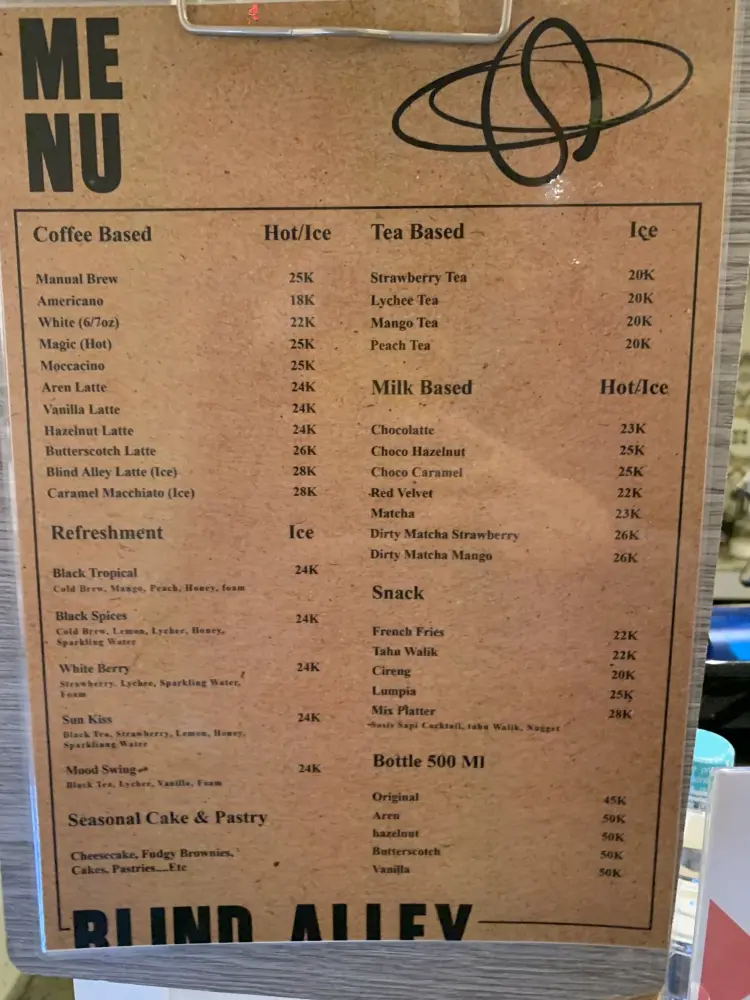 ME
NU
Coffee Based Hot/Ice
Manual Brew 25K
Americano 18K
White (6/7oz) 22K
Magic (Hot) 25K
Moccacino 25K
Aren Latte 24K
Vanilla Latte 24K
Hazelnut Latte 24K
Butterscotch Latte 26K
Blind Alley Latte (Ice) 28K
Caramel Macchiato (Ice) 28K
Refreshment Ice
Black Tropical 24K
Cold Brew, Mango, Peach, Honey, foam
Black Spices 24K
Cold Brew, Lemon, Lychee, Honey,
Sparkling Water
White Berry 24K
Strawberry, Lychee, Sparkling Water,
Foam
Sun Kiss 24K
Black Tea, Strawberry, Lemon, Honey,
Sparkliang Water
Mood Swing 24K
Black Tea, Lychee, Vanilla, Foam
Seasonal Cake & Pastry
Cheesecake, Fudgy Brownies,
Cakes, Pastries....Etc
Tea Based Ice
Strawberry Tea 20K
Lychee Tea 20K
Mango Tea 20K
Peach Tea 20K
Milk Based Hot/Ice
Chocolatte 23K
Choco Hazelnut 25K
Choco Caramel 25K
Red Velvet 22K
Matcha 23K
Dirty Matcha Strawberry 26K
Dirty Matcha Mango 26K
Snack
French Fries 22K
Tahu Walik 22K
Cireng 20K
Lumpia 25K
Mix Platter 28K
Sosis Sapi Cocktail, tahu Walik, Nugget
Bottle 500 Ml
Original 45K
Aren 50K
hazelnut 50K
Butterscotch 50K
Vanilla 50K
BLIND ALLEY